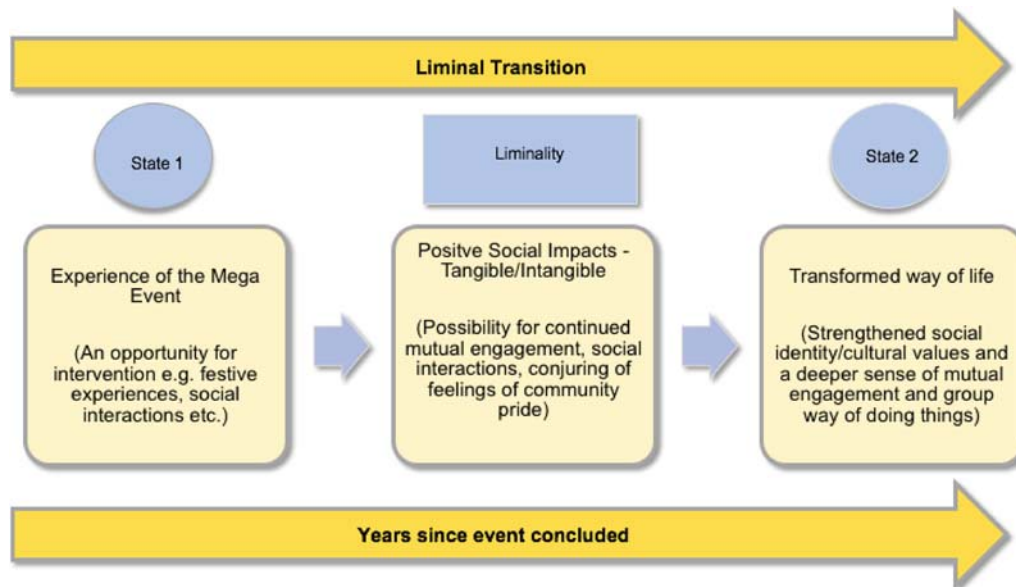 Liminal Transition
State 1
Liminality
State 2
Experience of the Mega
Event
(An opportunity for
intervention e.g. festive
experiences, social
interactions etc.)
Positve Social Impacts -
Tangible/Intangible
(Possibility for continued
mutual engagement, social
interactions, conjuring of
feelings of community
pride)
Transformed way of life
(Strengthened social
identity/cultural values and
a deeper sense of mutual
engagement and group
way of doing things)
Years since event concluded